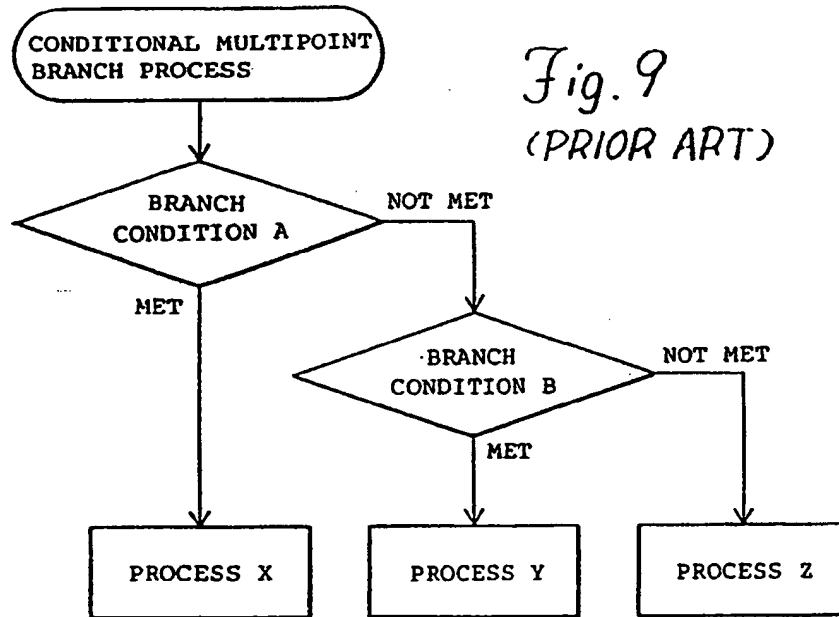 CONDITIONAL MULTIPOINT
BRANCH PROCESS
Fig. 9
(PRIOR ART)
BRANCH
CONDITION A
NOT MET
MET
BRANCH
CONDITION B
NOT MET
MET
PROCESS X
PROCESS Y
PROCESS Z